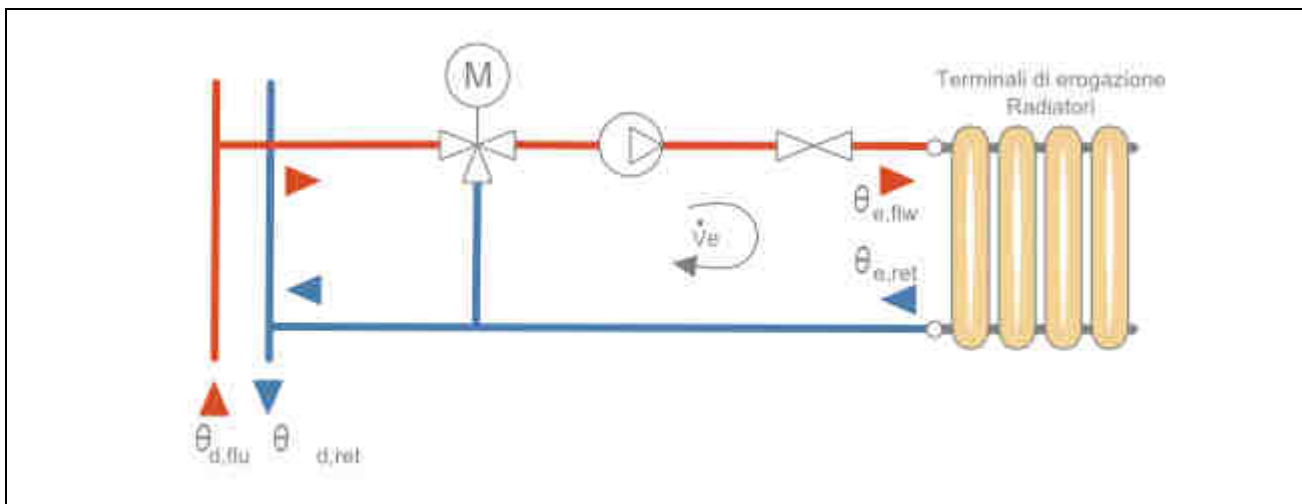 M
Terminali di erogazione
Radiatori
θe,flw
V̇e
θe,ret
θd,flu θ d,ret